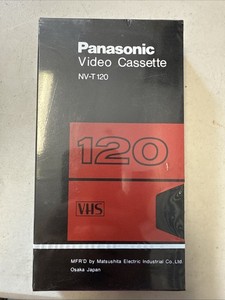 Panasonic
Video Cassette
NV-T120
120
VHS
MFR'D by Matsushita Electric Industrial Co.,Ltd.
Osaka Japan